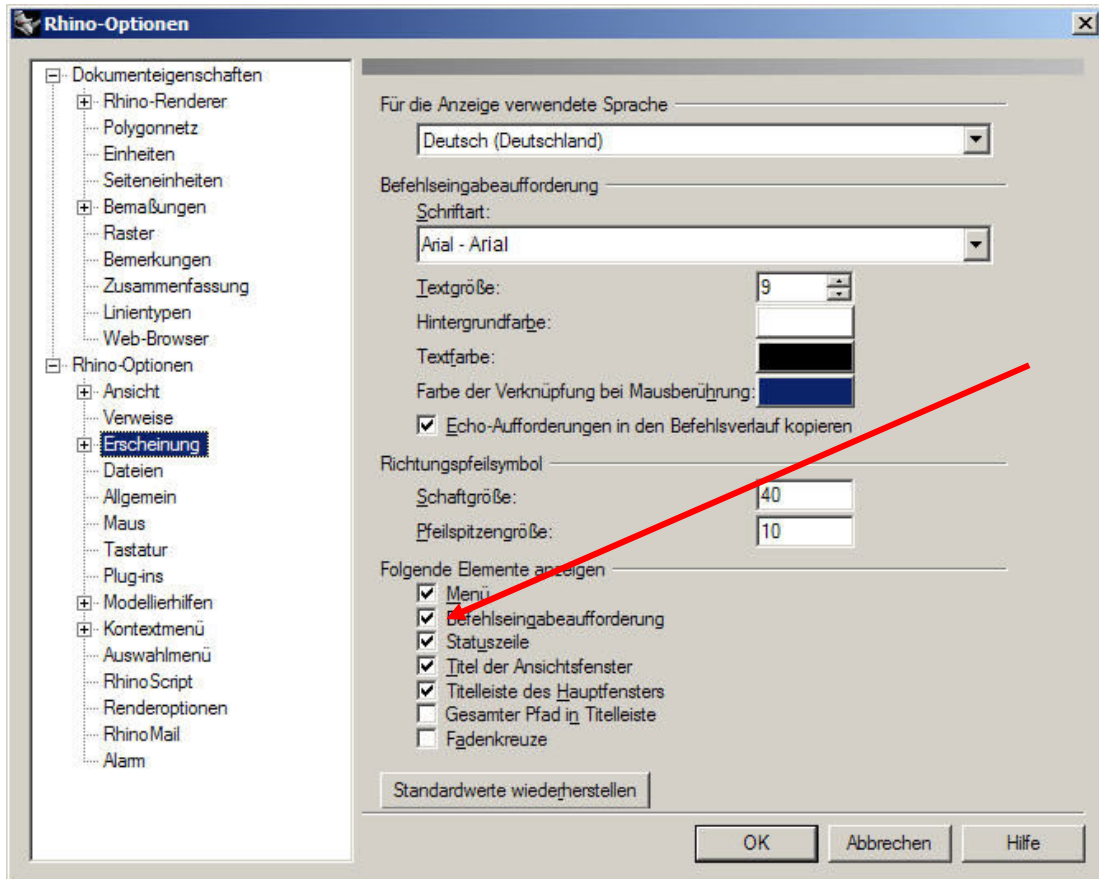 Rhino-Optionen
Dokumenteigenschaften
Rhino-Renderer
Polygonnetz
Einheiten
Seiteneinheiten
Bemaßungen
Raster
Bemerkungen
Zusammenfassung
Linientypen
Web-Browser
Rhino-Optionen
Ansicht
Verweise
Erscheinung
Dateien
Allgemein
Maus
Tastatur
Plug-ins
Modellierhilfen
Kontextmenü
Auswahlmenü
RhinoScript
Renderoptionen
RhinoMail
Alarm
Für die Anzeige verwendete Sprache
Deutsch (Deutschland)
Befehlseingabeaufforderung
Schriftart:
Arial - Arial
Textgröße: 9
Hintergrundfarbe:
Textfarbe:
Farbe der Verknüpfung bei Mausberührung:
Echo-Aufforderungen in den Befehlsverlauf kopieren
Richtungspfeilsymbol
Schaftgröße: 40
Pfeilspitzengröße: 10
Folgende Elemente anzeigen
Menü
Befehlseingabeaufforderung
Statuszeile
Titel der Ansichtsfenster
Titelleiste des Hauptfensters
Gesamter Pfad in Titelleiste
Fadenkreuze
Standardwerte wiederherstellen
OK Abbrechen Hilfe